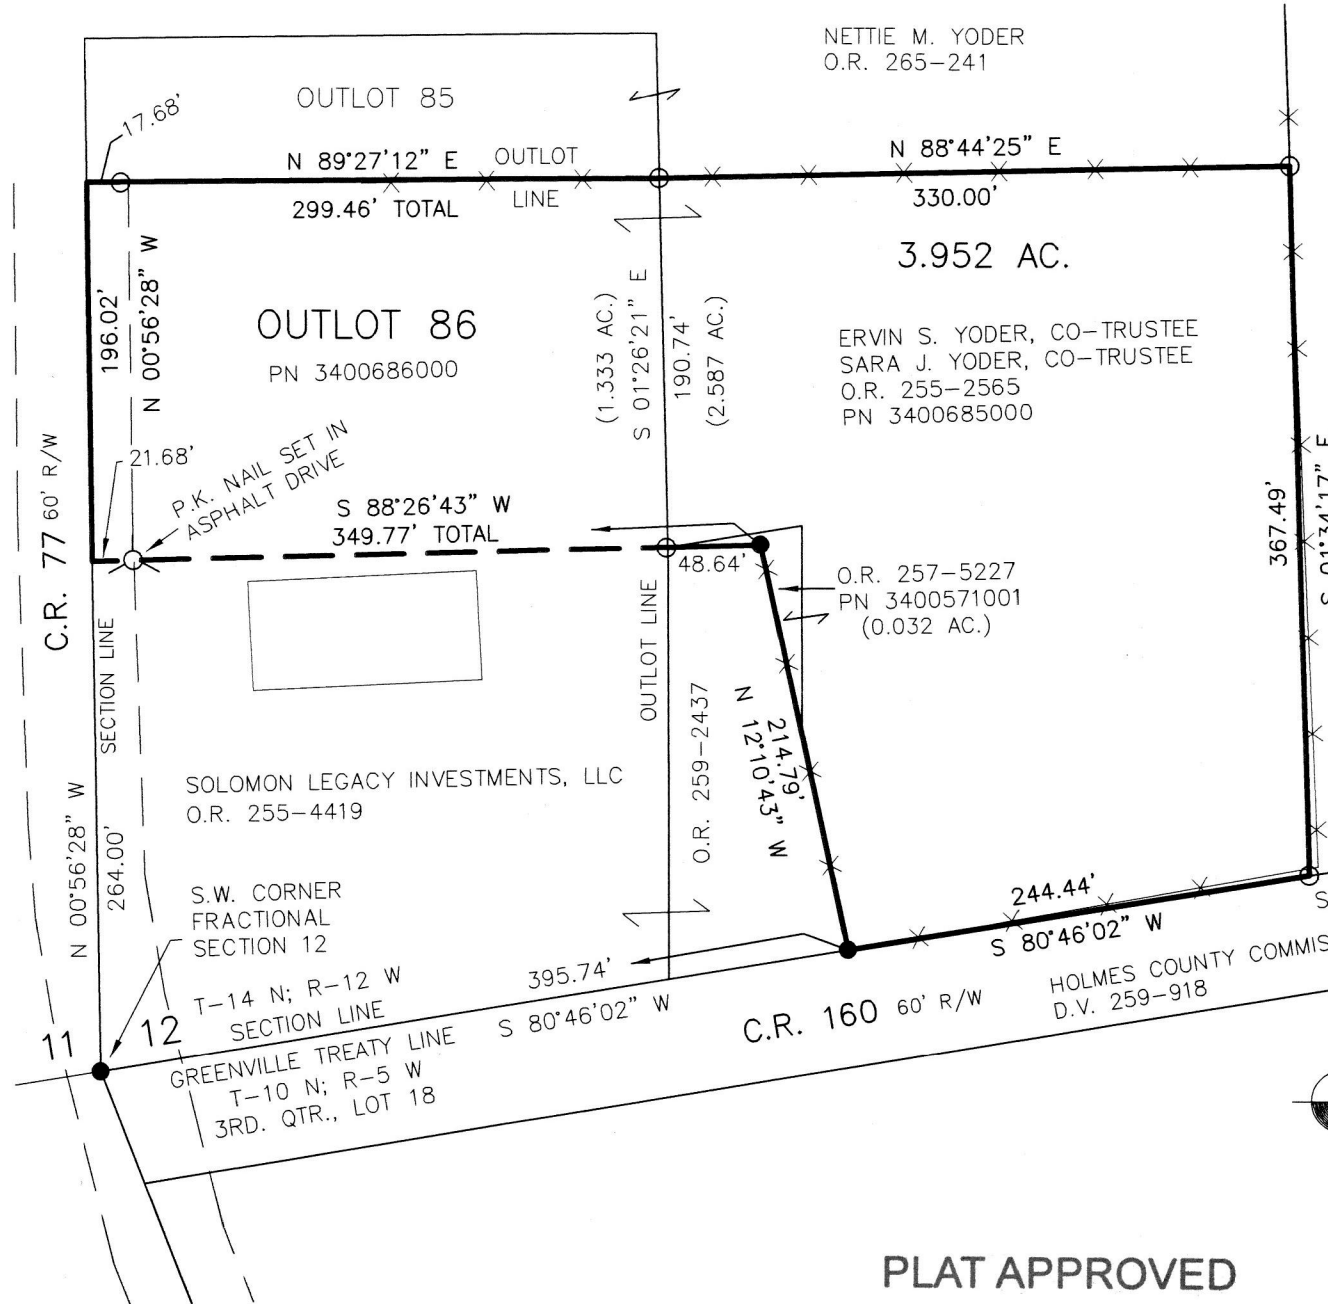 NETTIE M. YODER
O.R. 265-241
OUTLOT 85
17.68'
N 89°27'12" E
OUTLOT
LINE
299.46' TOTAL
N 88°44'25" E
330.00'
3.952 AC.
196.02'
N 00°56'28" W
OUTLOT 86
PN 3400686000
(1.333 AC.)
S 01°26'21" E
190.74'
(2.587 AC.)
ERVIN S. YODER, CO-TRUSTEE
SARA J. YODER, CO-TRUSTEE
O.R. 255-2565
PN 3400685000
C.R. 77 60' R/W
21.68'
P.K. NAIL SET IN
ASPHALT DRIVE
S 88°26'43" W
349.77' TOTAL
48.64'
367.49'
S 01°34'17" E
O.R. 257-5227
PN 3400571001
(0.032 AC.)
SECTION LINE
OUTLOT LINE
O.R. 259-2437
214.79'
N 12°10'43" W
SOLOMON LEGACY INVESTMENTS, LLC
O.R. 255-4419
N 00°56'28" W
264.00'
S.W. CORNER
FRACTIONAL
SECTION 12
244.44'
S 80°46'02" W
S
T-14 N; R-12 W
SECTION LINE
395.74'
S 80°46'02" W
HOLMES COUNTY COMMIS
D.V. 259-918
C.R. 160 60' R/W
11
12
GREENVILLE TREATY LINE
T-10 N; R-5 W
3RD. QTR., LOT 18
PLAT APPROVED